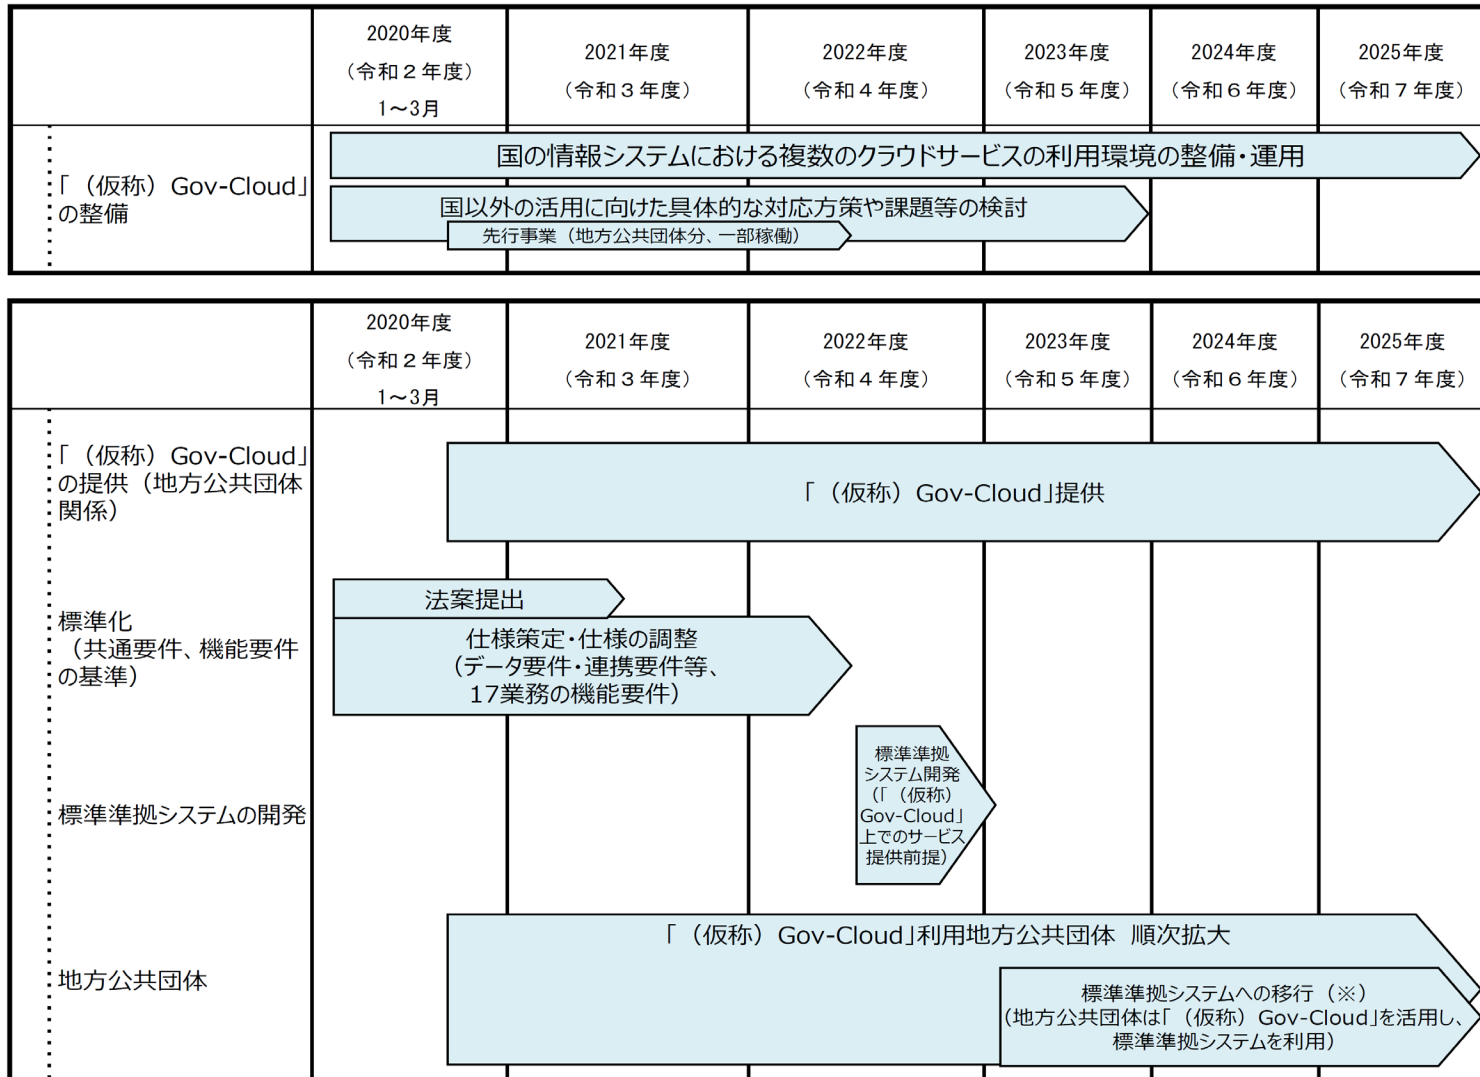 2020年度
（令和２年度）
1～3月
2021年度
（令和３年度）
2022年度
（令和４年度）
2023年度
（令和５年度）
2024年度
（令和６年度）
2025年度
（令和７年度）
「（仮称）Gov-Cloud」
の整備
国の情報システムにおける複数のクラウドサービスの利用環境の整備・運用
国以外の活用に向けた具体的な対応方策や課題等の検討
先行事業（地方公共団体分、一部稼働）
2020年度
（令和２年度）
1～3月
2021年度
（令和３年度）
2022年度
（令和４年度）
2023年度
（令和５年度）
2024年度
（令和６年度）
2025年度
（令和７年度）
「（仮称）Gov-Cloud」
の提供（地方公共団体
関係）
「（仮称）Gov-Cloud」提供
標準化
（共通要件、機能要件
の基準）
法案提出
仕様策定・仕様の調整
（データ要件・連携要件等、
17業務の機能要件）
標準準拠システムの開発
標準準拠
システム開発
（「（仮称）
Gov-Cloud」
上でのサービス
提供前提）
地方公共団体
「（仮称）Gov-Cloud」利用地方公共団体 順次拡大
標準準拠システムへの移行（※）
（地方公共団体は「（仮称）Gov-Cloud」を活用し、
標準準拠システムを利用）